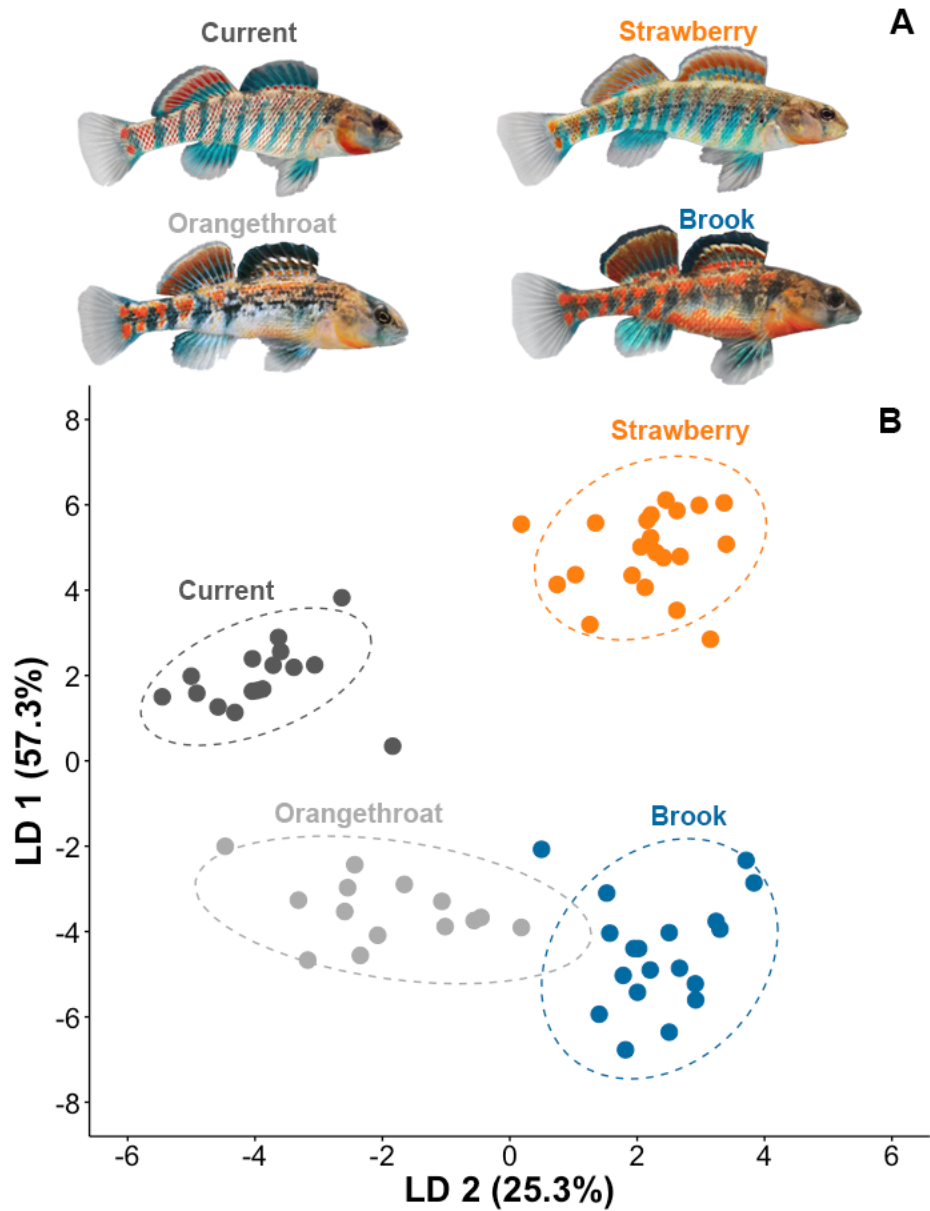 A
Current
Strawberry
Orangethroat
Brook
B
8
6
4
2
0
-2
-4
-6
-8
LD 1 (57.3%)
Strawberry
Current
Orangethroat
Brook
-6
-4
-2
0
2
4
6
LD 2 (25.3%)